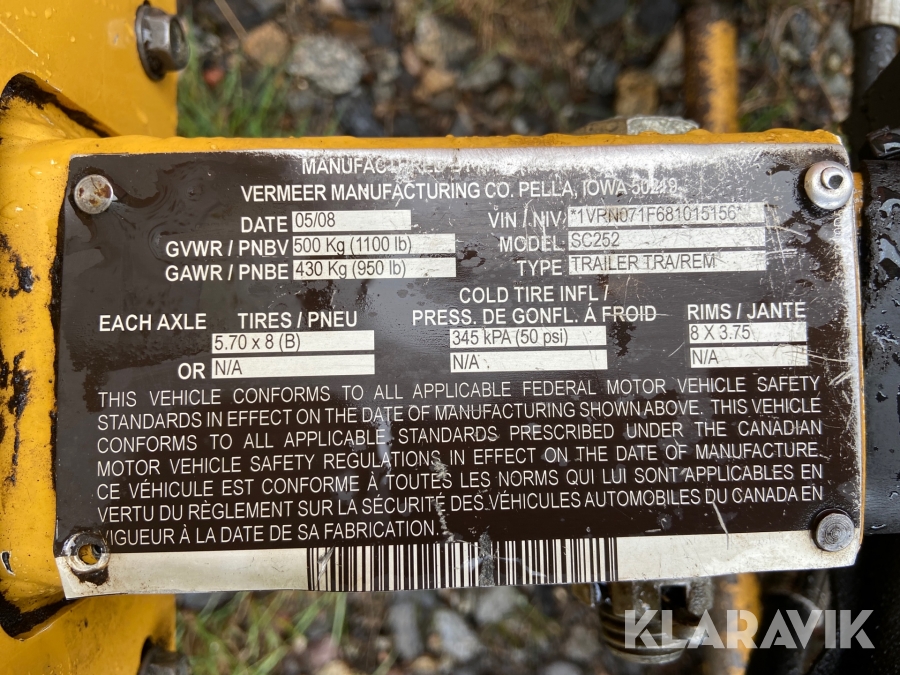 MANUFACTURED
VERMEER MANUFACTURING CO. PELLA, IOWA 50219
DATE 05/08 VIN / NIV *1VRN071F681015156*
GVWR / PNBV 500 Kg (1100 lb) MODEL SC252
GAWR / PNBE 430 Kg (950 lb) TYPE TRAILER TRA/REM
COLD TIRE INFL /
EACH AXLE TIRES / PNEU PRESS. DE GONFL. Á FROID RIMS / JANTE
5.70 x 8 (B) 345 kPA (50 psi) 8 X 3.75
OR N/A N/A N/A
THIS VEHICLE CONFORMS TO ALL APPLICABLE FEDERAL MOTOR VEHICLE SAFETY
STANDARDS IN EFFECT ON THE DATE OF MANUFACTURING SHOWN ABOVE. THIS VEHICLE
CONFORMS TO ALL APPLICABLE STANDARDS PRESCRIBED UNDER THE CANADIAN
MOTOR VEHICLE SAFETY REGULATIONS IN EFFECT ON THE DATE OF MANUFACTURE.
CE VÉHICULE EST CONFORME À TOUTES LES NORMS QUI LUI SONT APPLICABLES EN
VERTU DU RÈGLEMENT SUR LA SÉCURITÉ DES VÉHICULES AUTOMOBILES DU CANADA EN
VIGUEUR À LA DATE DE SA FABRICATION.
KLARAVIK